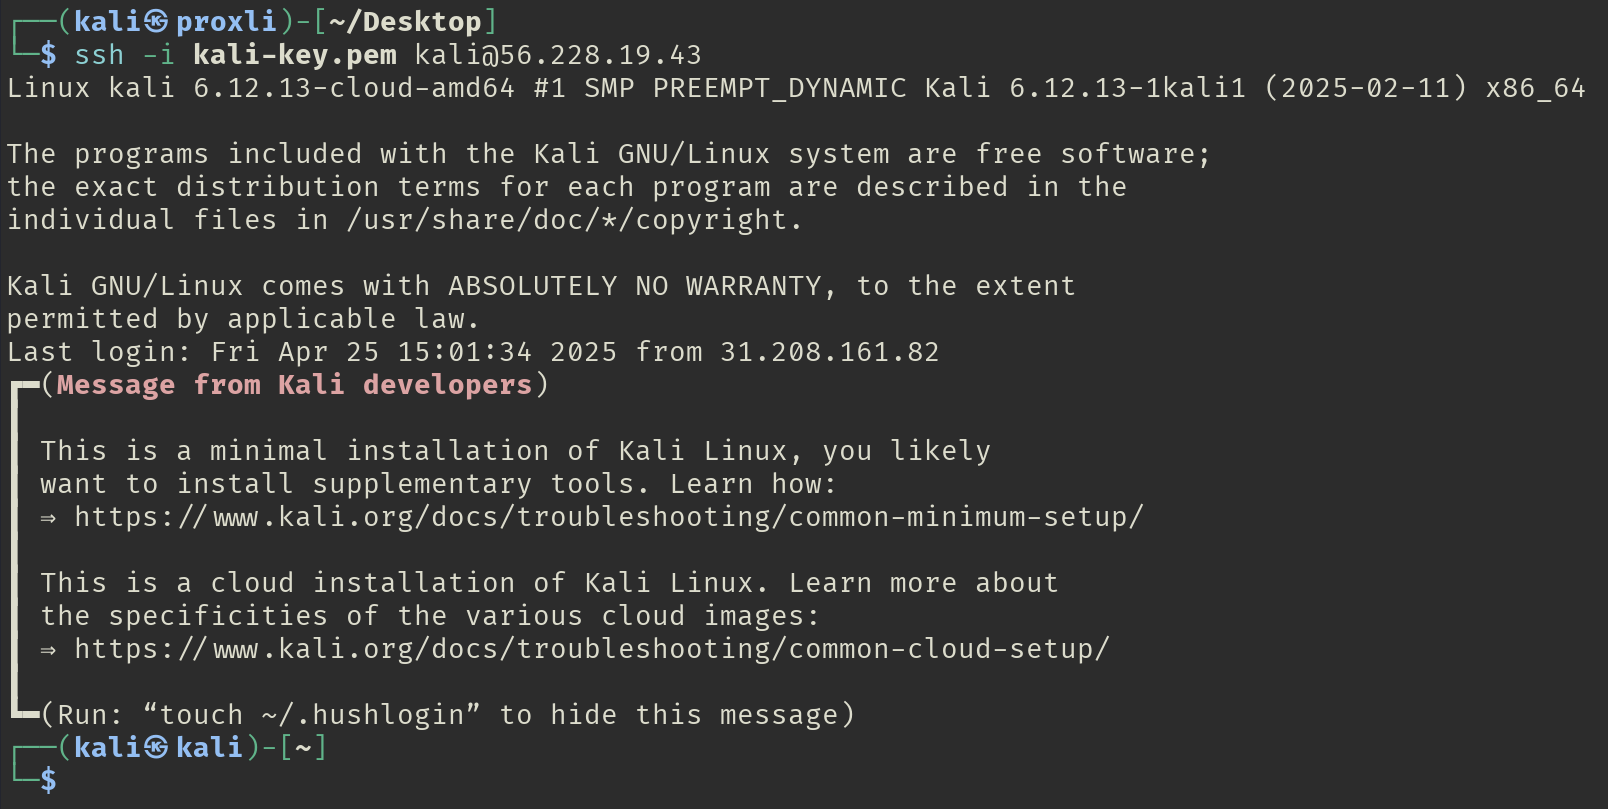 ┌──(kali㉿proxli)-[~/Desktop]
└─$ ssh -i kali-key.pem kali@56.228.19.43
Linux kali 6.12.13-cloud-amd64 #1 SMP PREEMPT_DYNAMIC Kali 6.12.13-1kali1 (2025-02-11) x86_64
The programs included with the Kali GNU/Linux system are free software;
the exact distribution terms for each program are described in the
individual files in /usr/share/doc/*/copyright.
Kali GNU/Linux comes with ABSOLUTELY NO WARRANTY, to the extent
permitted by applicable law.
Last login: Fri Apr 25 15:01:34 2025 from 31.208.161.82
┏━(Message from Kali developers)
┃ This is a minimal installation of Kali Linux, you likely
┃ want to install supplementary tools. Learn how:
┃ ⇒ https://www.kali.org/docs/troubleshooting/common-minimum-setup/
┃ This is a cloud installation of Kali Linux. Learn more about
┃ the specificities of the various cloud images:
┃ ⇒ https://www.kali.org/docs/troubleshooting/common-cloud-setup/
┗━(Run: “touch ~/.hushlogin” to hide this message)
┌──(kali㉿kali)-[~]
└─$